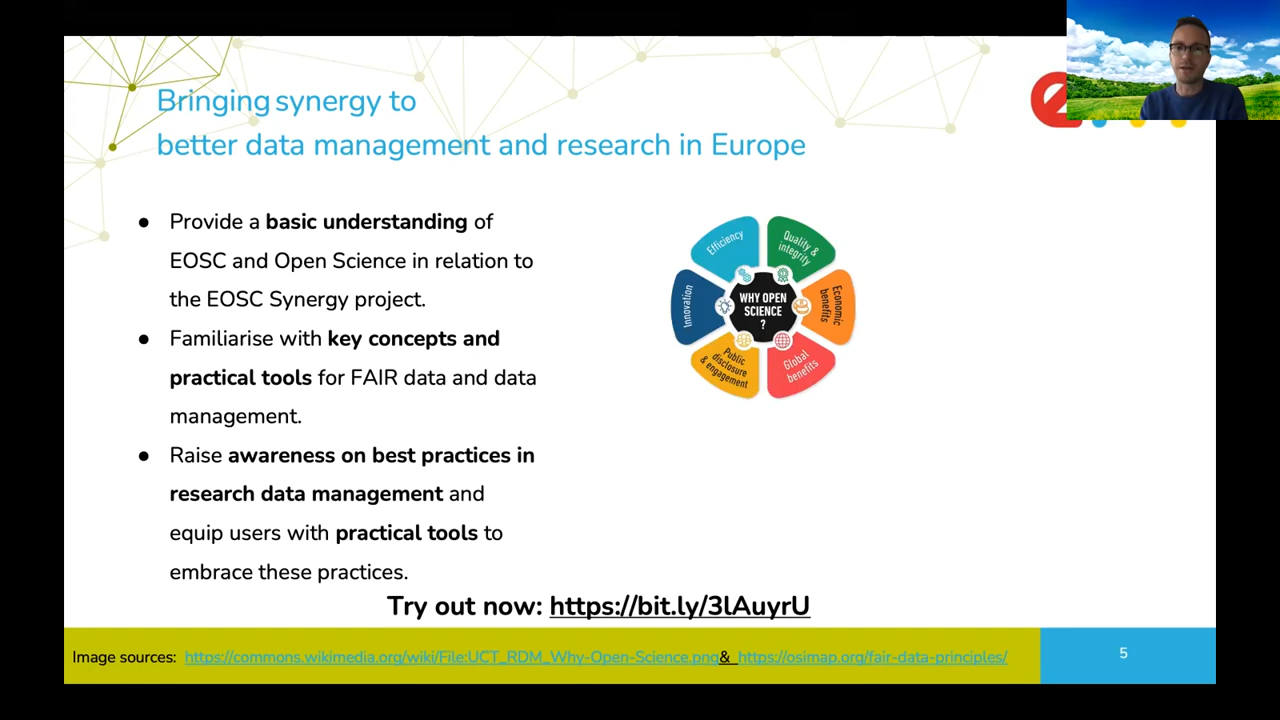 Bringing synergy to
better data management and research in Europe
● Provide a basic understanding of
EOSC and Open Science in relation to
the EOSC Synergy project.
● Familiarise with key concepts and
practical tools for FAIR data and data
management.
● Raise awareness on best practices in
research data management and
equip users with practical tools to
embrace these practices.
Efficiency
Quality &
integrity
Innovation
WHY OPEN
SCIENCE
?
Economic
benefits
Public
disclosure
& engagement
Global
benefits
Try out now: https://bit.ly/3lAuyrU
Image sources: https://commons.wikimedia.org/wiki/File:UCT_RDM_Why-Open-Science.png& https://osimap.org/fair-data-principles/
5